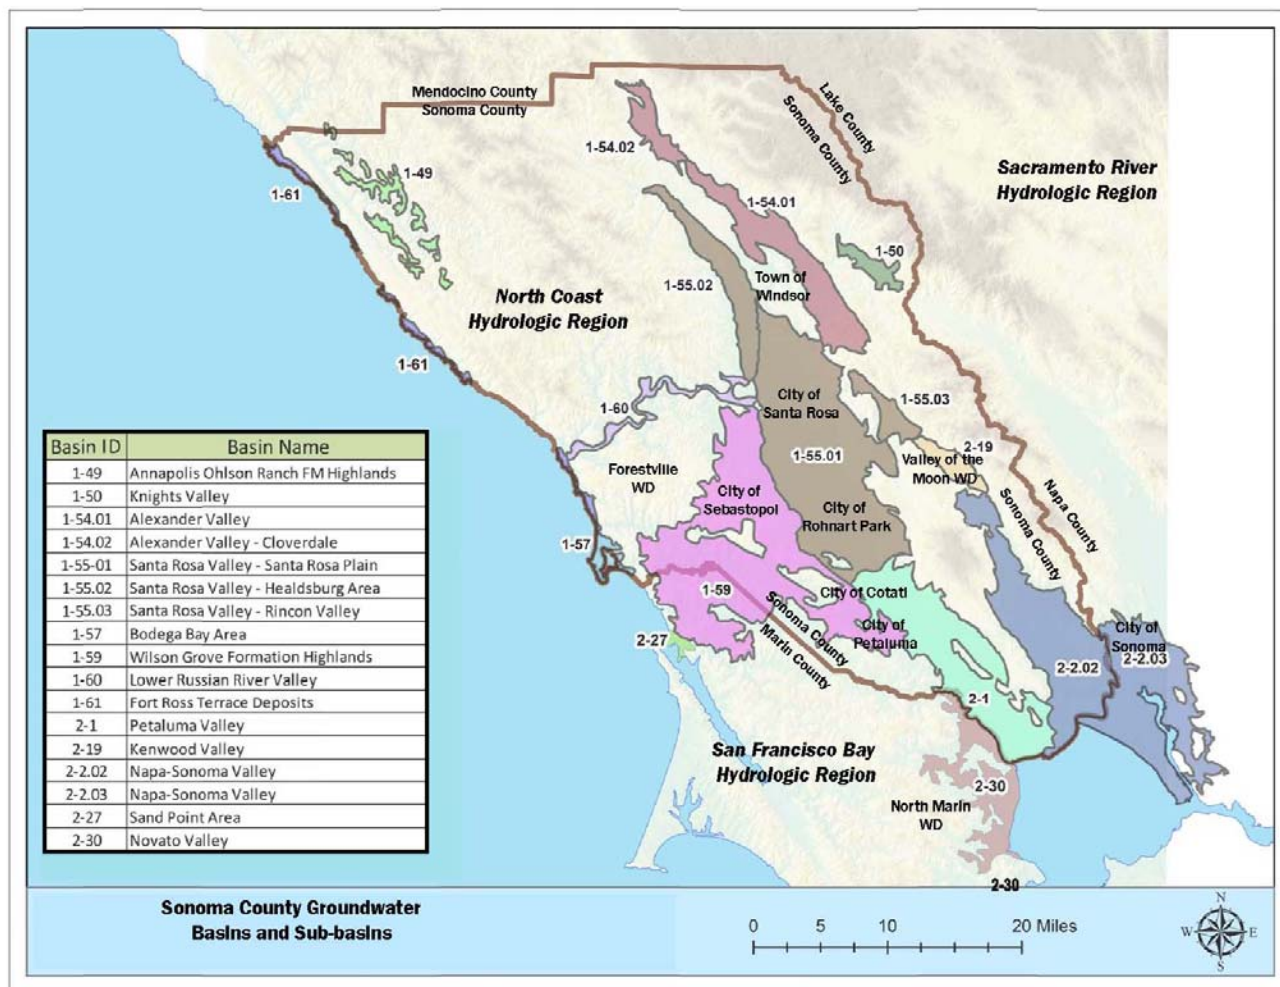 Mendocino County
Sonoma County
Lake County
Sonoma County
1-54.02
Sacramento River
Hydrologic Region
1-49
1-61
1-54.01
1-50
Town of
Windsor
1-55.02
North Coast
Hydrologic Region
1-61
City of
Santa Rosa
1-55.03
1-60
2-19
Valley of the
Moon WD
1-55.01
Forestville
WD
City of
Sebastopol
City of
Rohnart Park
Napa County
Sonoma County
1-57
1-59
City of Cotati
Sonoma County
Marin County
City of
Petaluma
2-27
City of
Sonoma
2-2.03
2-2.02
2-1
San Francisco Bay
Hydrologic Region
2-30
North Marin
WD
2-30
Basin ID Basin Name
1-49 Annapolis Ohlson Ranch FM Highlands
1-50 Knights Valley
1-54.01 Alexander Valley
1-54.02 Alexander Valley - Cloverdale
1-55-01 Santa Rosa Valley - Santa Rosa Plain
1-55.02 Santa Rosa Valley - Healdsburg Area
1-55.03 Santa Rosa Valley - Rincon Valley
1-57 Bodega Bay Area
1-59 Wilson Grove Formation Highlands
1-60 Lower Russian River Valley
1-61 Fort Ross Terrace Deposits
2-1 Petaluma Valley
2-19 Kenwood Valley
2-2.02 Napa-Sonoma Valley
2-2.03 Napa-Sonoma Valley
2-27 Sand Point Area
2-30 Novato Valley
Sonoma County Groundwater
Basins and Sub-basins
0 5 10 20 Miles
N
W E
S